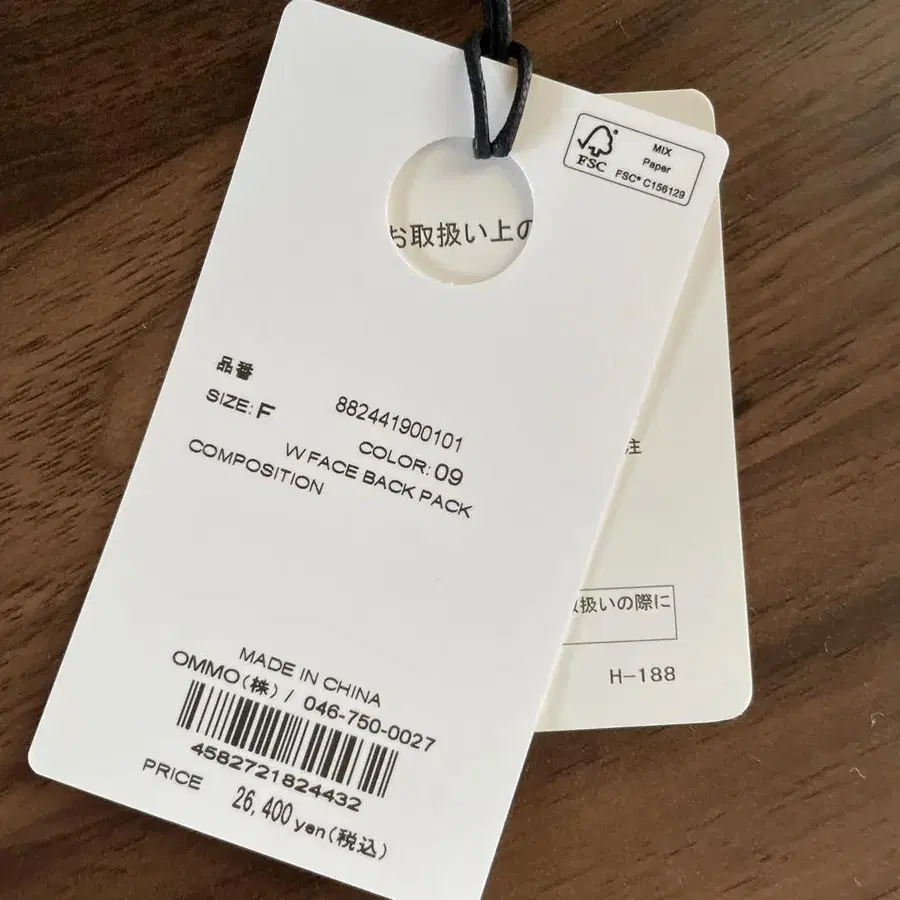 MIX
Paper
FSC® C156129
FSC
お取扱い上の
品番
882441900101
SIZE: F
COLOR: 09
W FACE BACK PACK
COMPOSITION
注
取扱いの際に
H-188
MADE IN CHINA
OMMO(株) / 046-750-0027
4582721824432
PRICE
26,400 yen(税込)